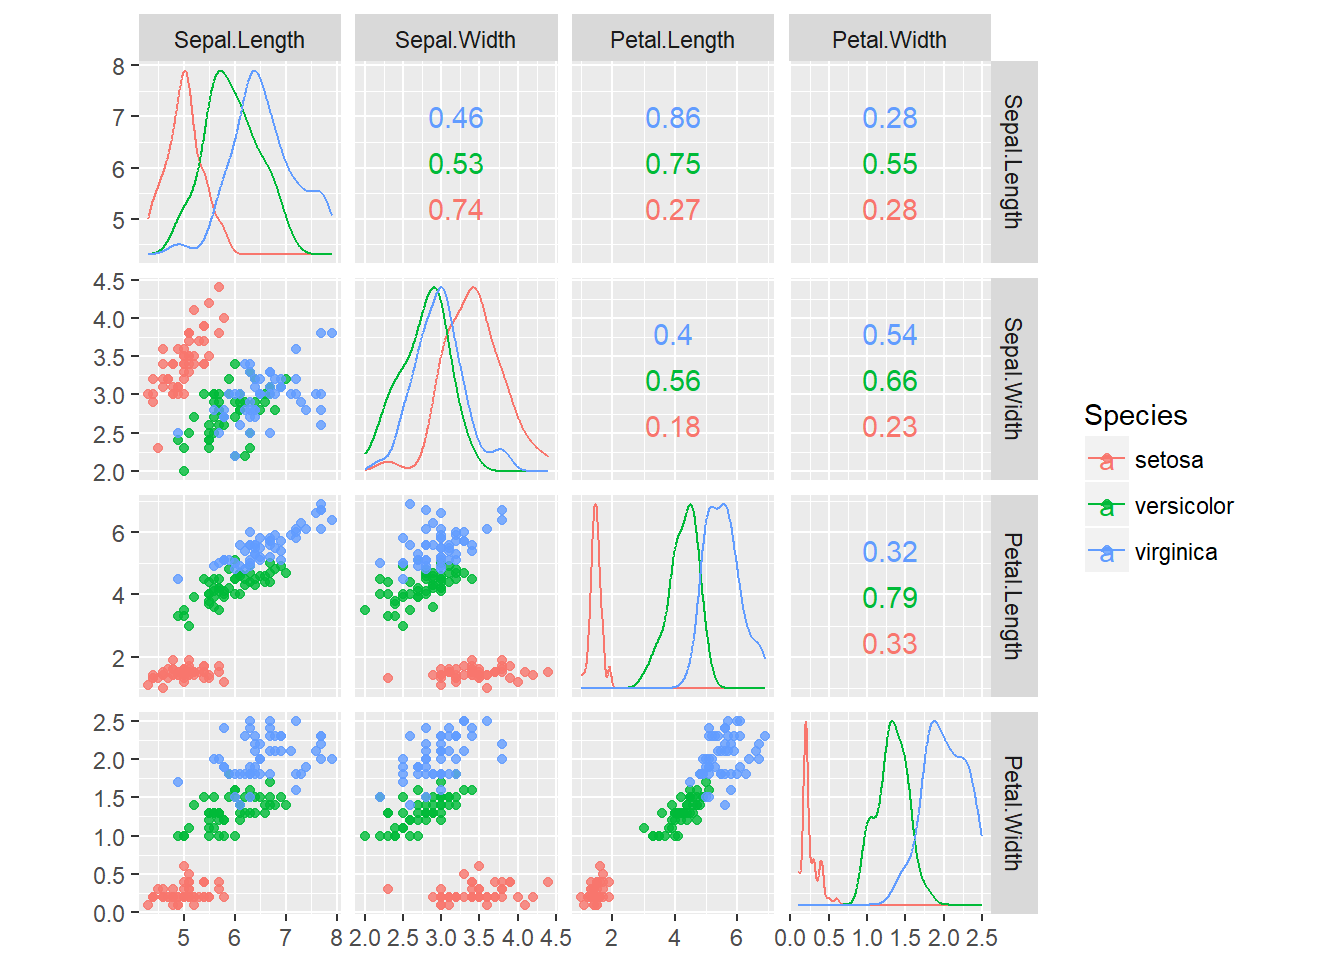 Sepal.Length Sepal.Width Petal.Length Petal.Width
8
7
6
5
0.46 0.86 0.28
0.53 0.75 0.55
0.74 0.27 0.28
Sepal.Length
4.5
4.0
3.5
3.0
2.5
2.0
0.4 0.54
0.56 0.66
0.18 0.23
Sepal.Width
6
4
2
0.32
0.79
0.33
Petal.Length
2.5
2.0
1.5
1.0
0.5
0.0
Petal.Width
5 6 7 8 2.0 2.5 3.0 3.5 4.0 4.5 2 4 6 0.0 0.5 1.0 1.5 2.0 2.5
Species
a setosa
a versicolor
a virginica